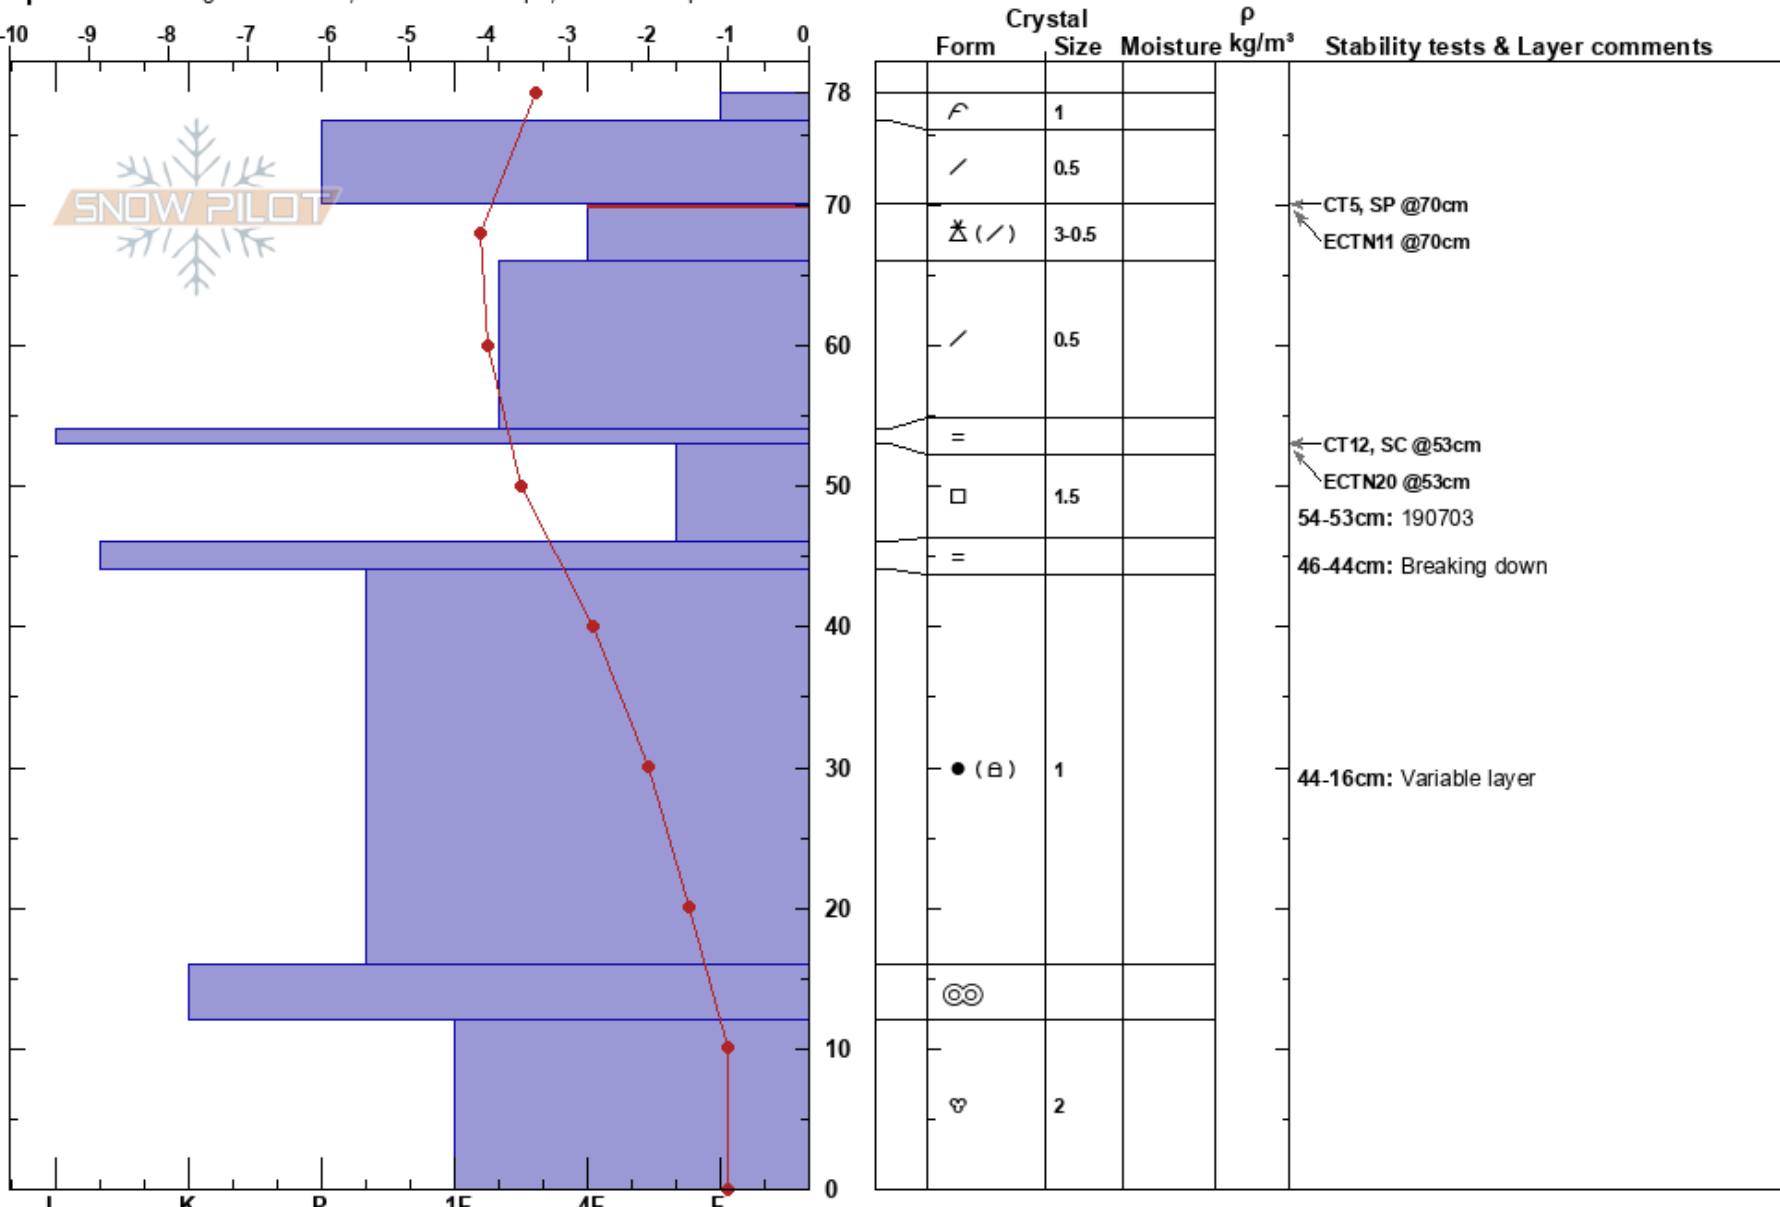 Crystal ρ
-10 -9 -8 -7 -6 -5 -4 -3 -2 -1 0 Form Size Moisture kg/m³ Stability tests & Layer comments
78
1
SNOW PILOT
0.5
70 CT5, SP @70cm
(/) 3-0.5 ECTN11 @70cm
60 / 0.5
= CT12, SC @53cm
50 1.5 ECTN20 @53cm
54-53cm: 190703
= 46-44cm: Breaking down
40
30 ● ( ) 1 44-16cm: Variable layer
20
10
2
0
I K P 1F 4F F